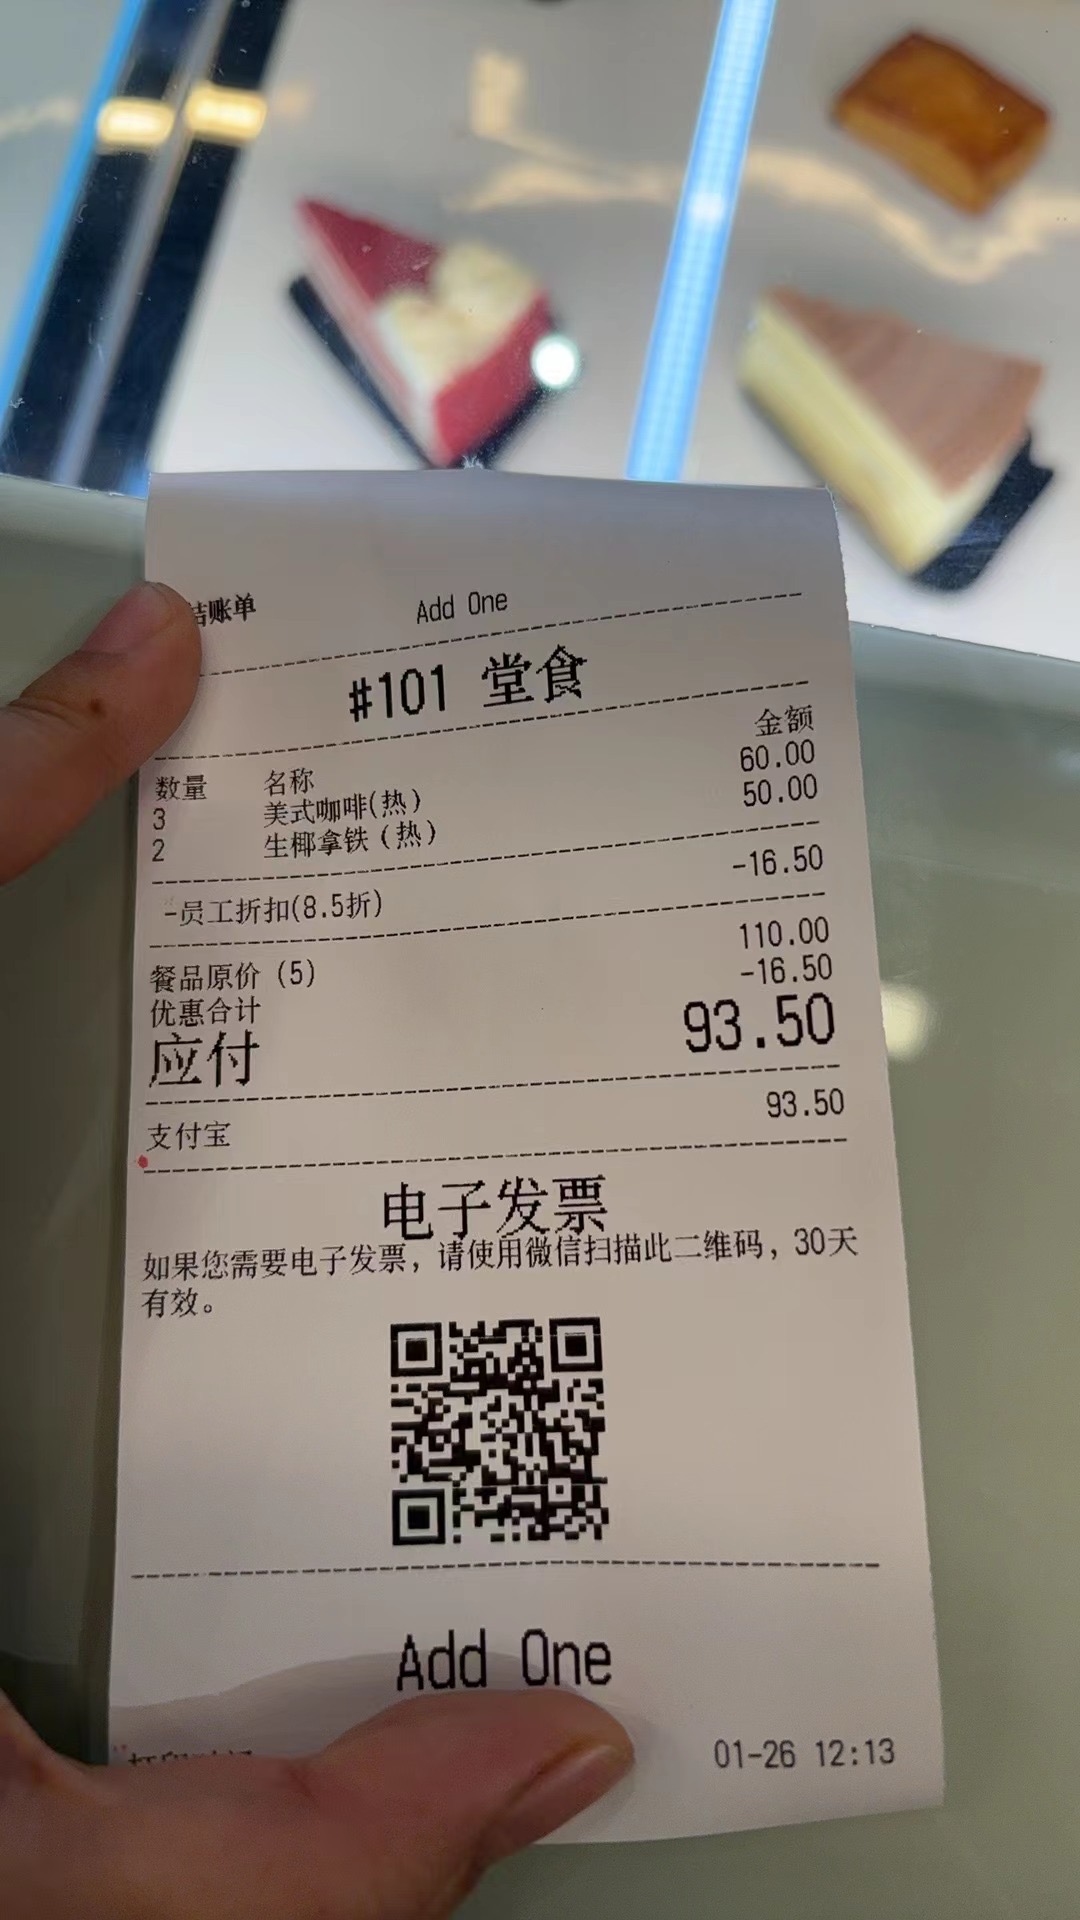 结账单 Add One
#101 堂食
数量 名称 金额
3 美式咖啡(热) 60.00
2 生椰拿铁(热) 50.00
-员工折扣(8.5折) -16.50
餐品原价 (5) 110.00
优惠合计 -16.50
应付 93.50
支付宝 93.50
电子发票
如果您需要电子发票，请使用微信扫描此二维码，30天
有效。
Add One
01-26 12:13